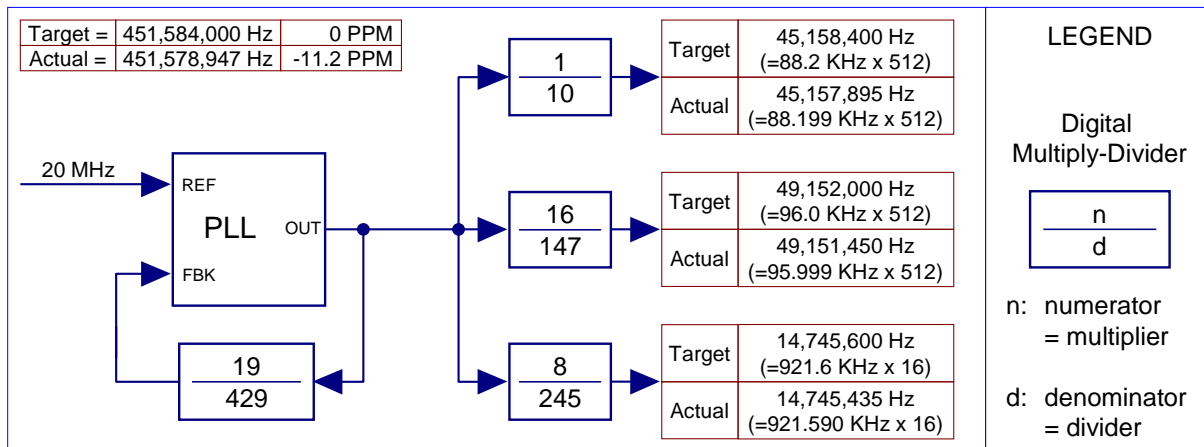 Target = 451,584,000 Hz 0 PPM
Actual = 451,578,947 Hz -11.2 PPM
20 MHz
REF
PLL
OUT
FBK
19
429
1
10
Target 45,158,400 Hz
(=88.2 KHz x 512)
Actual 45,157,895 Hz
(=88.199 KHz x 512)
16
147
Target 49,152,000 Hz
(=96.0 KHz x 512)
Actual 49,151,450 Hz
(=95.999 KHz x 512)
8
245
Target 14,745,600 Hz
(=921.6 KHz x 16)
Actual 14,745,435 Hz
(=921.590 KHz x 16)
LEGEND
Digital
Multiply-Divider
n
d
n: numerator
= multiplier
d: denominator
= divider